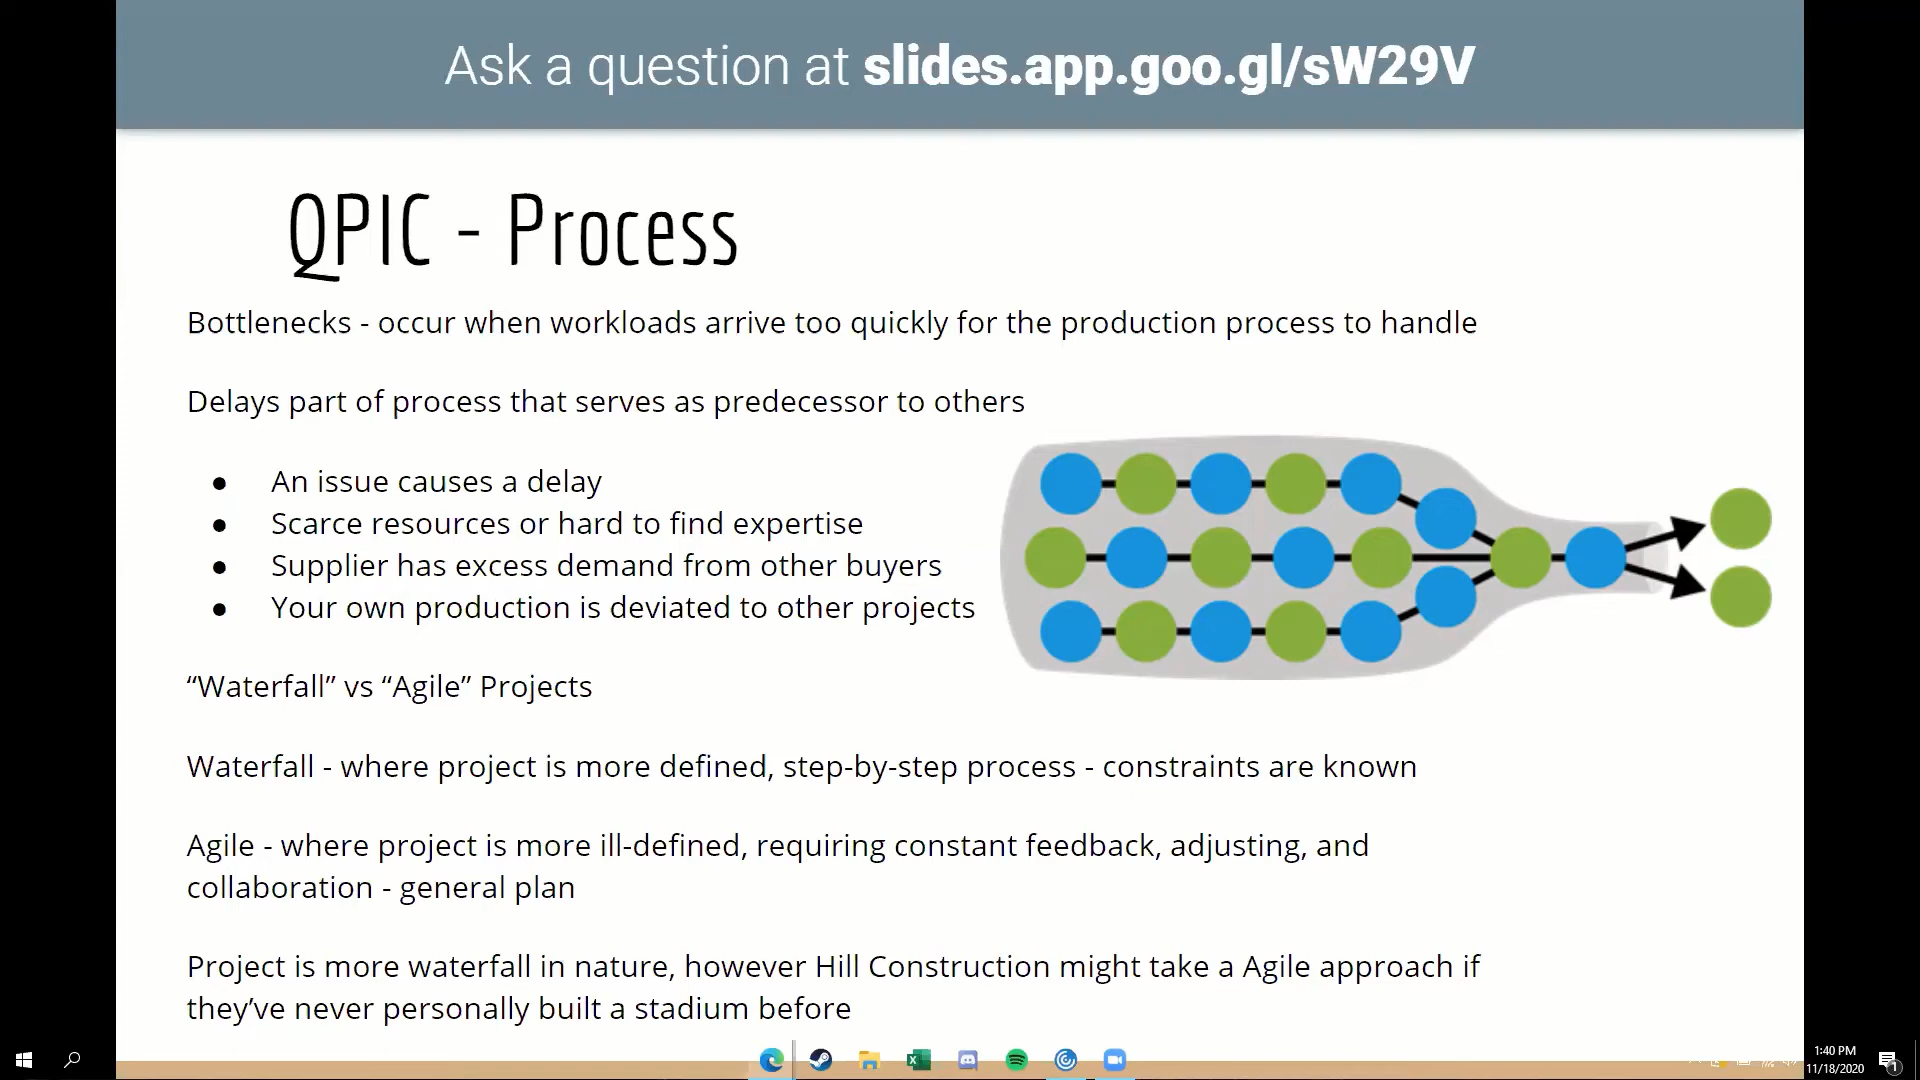 Ask a question at slides.app.goo.gl/sW29V
QPIC - Process
Bottlenecks - occur when workloads arrive too quickly for the production process to handle
Delays part of process that serves as predecessor to others
● An issue causes a delay
● Scarce resources or hard to find expertise
● Supplier has excess demand from other buyers
● Your own production is deviated to other projects
“Waterfall” vs “Agile” Projects
Waterfall - where project is more defined, step-by-step process - constraints are known
Agile - where project is more ill-defined, requiring constant feedback, adjusting, and
collaboration - general plan
Project is more waterfall in nature, however Hill Construction might take a Agile approach if
they’ve never personally built a stadium before
1:40 PM
11/18/2020
1